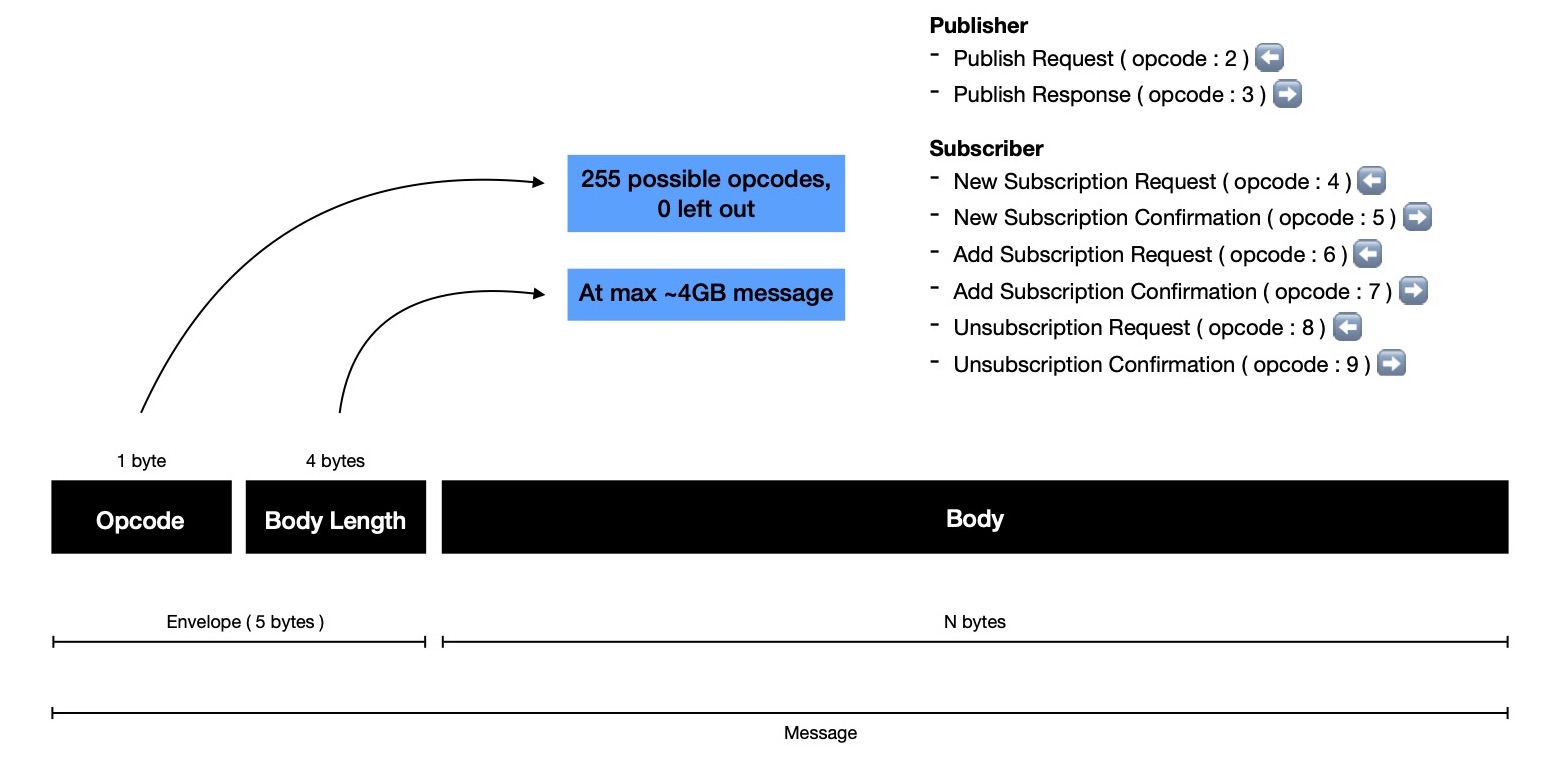 Publisher
- Publish Request ( opcode : 2 ) ⬅️
- Publish Response ( opcode : 3 ) ➡️
Subscriber
- New Subscription Request ( opcode : 4 ) ⬅️
- New Subscription Confirmation ( opcode : 5 ) ➡️
- Add Subscription Request ( opcode : 6 ) ⬅️
- Add Subscription Confirmation ( opcode : 7 ) ➡️
- Unsubscription Request ( opcode : 8 ) ⬅️
- Unsubscription Confirmation ( opcode : 9 ) ➡️
255 possible opcodes,
0 left out
At max ~4GB message
1 byte
4 bytes
Opcode
Body Length
Body
Envelope ( 5 bytes )
N bytes
Message